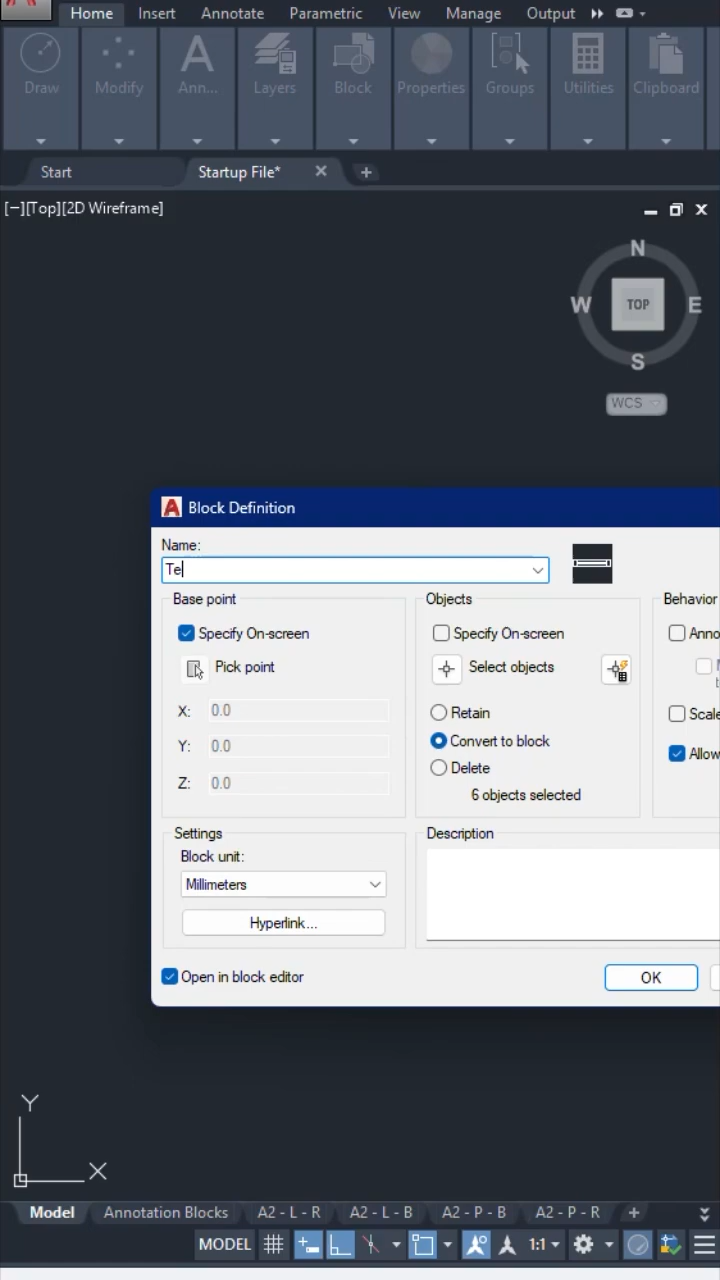 Home Insert Annotate Parametric View Manage Output
Draw Modify Ann... Layers Block Properties Groups Utilities Clipboard
Start Startup File*
[−][Top][2D Wireframe]
N
W TOP E
S
WCS
A Block Definition
Name:
Te
Base point Objects Behavior
Specify On-screen Specify On-screen Anno
Pick point Select objects
X: 0.0 Retain Scale
Y: 0.0 Convert to block Allow
Z: 0.0 Delete
6 objects selected
Settings Description
Block unit:
Millimeters
Hyperlink...
Open in block editor OK
Y
X
Model Annotation Blocks A2 - L - R A2 - L - B A2 - P - B A2 - P - R
MODEL 1:1